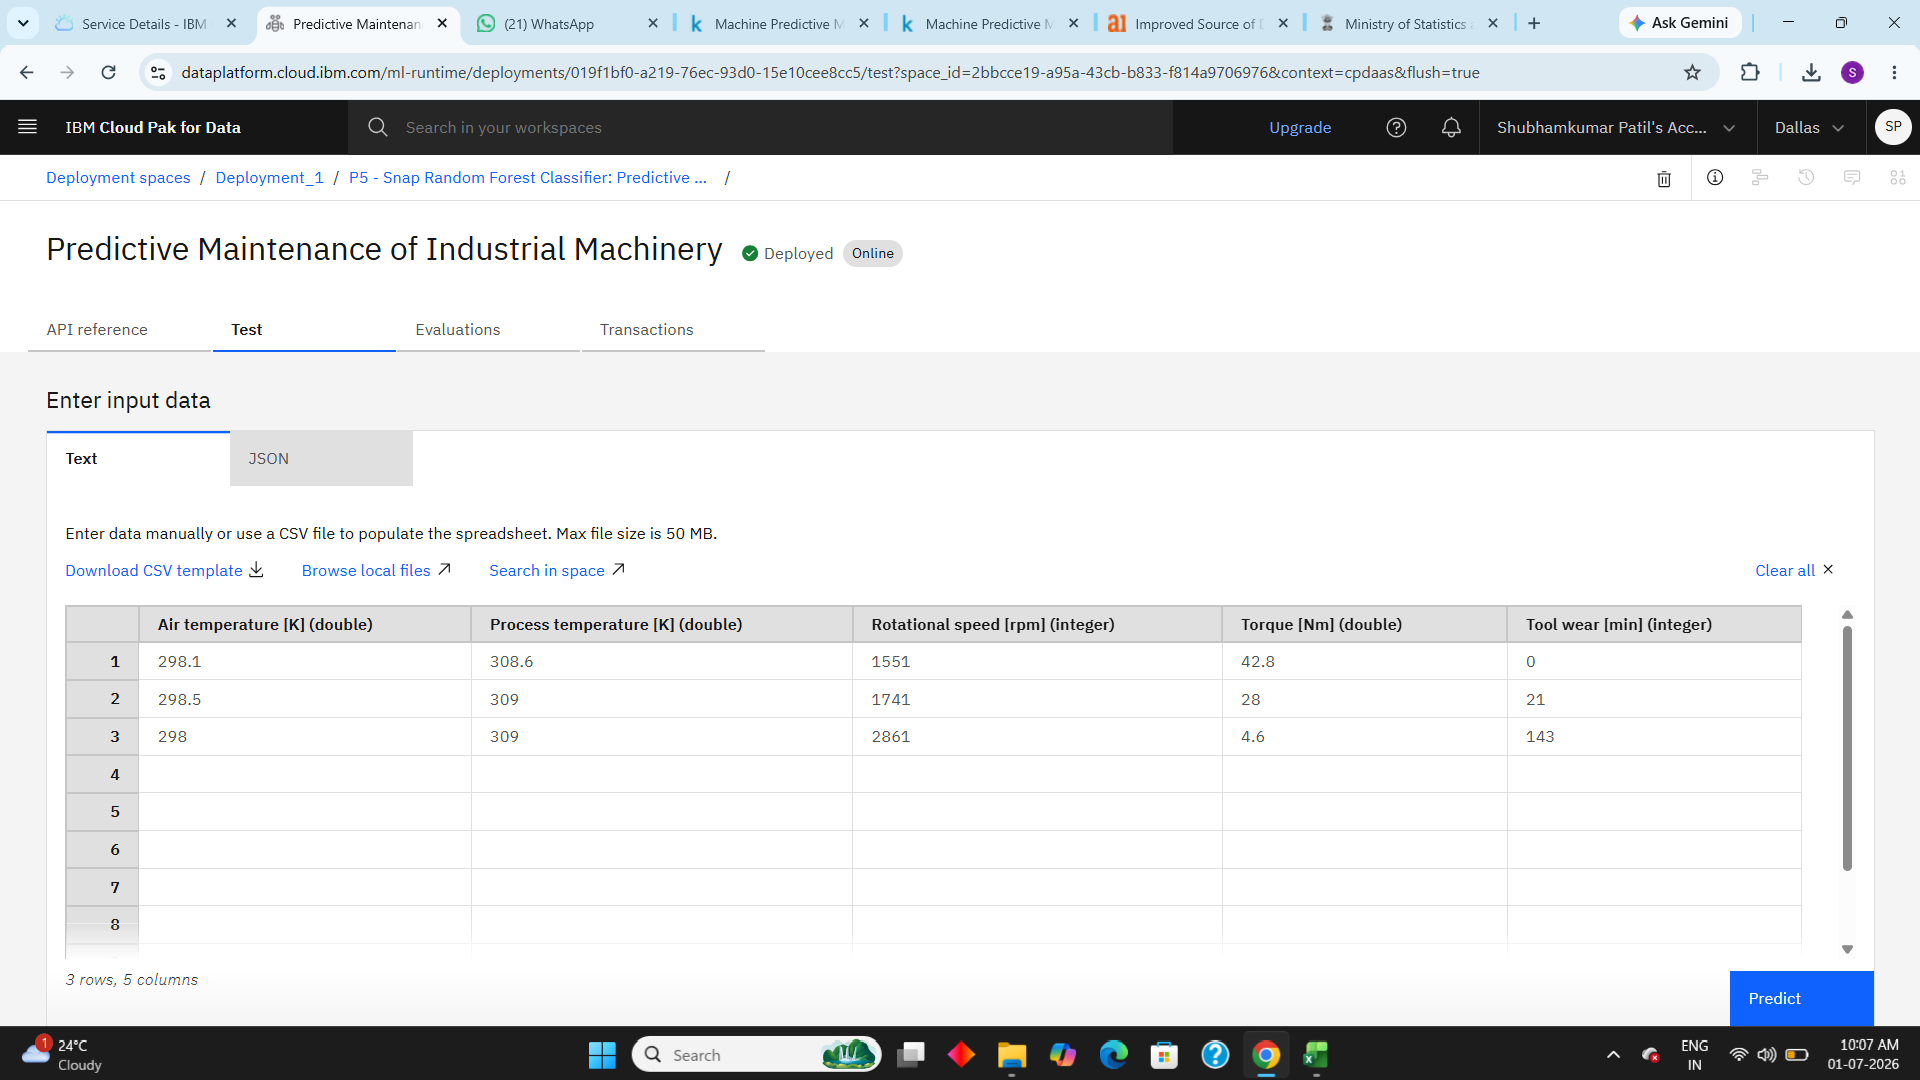 Service Details - IBM
Predictive Maintenan
(21) WhatsApp
Machine Predictive M
Machine Predictive M
Improved Source of D
Ministry of Statistics a
Ask Gemini
dataplatform.cloud.ibm.com/ml-runtime/deployments/019f1bf0-a219-76ec-93d0-15e10cee8cc5/test?space_id=2bbcce19-a95a-43cb-b833-f814a9706976&context=cpdaas&flush=true
S
IBM Cloud Pak for Data
Search in your workspaces
Upgrade
Shubhamkumar Patil's Acc...
Dallas
SP
Deployment spaces / Deployment_1 / P5 - Snap Random Forest Classifier: Predictive ... /
Predictive Maintenance of Industrial Machinery
Deployed
Online
API reference
Test
Evaluations
Transactions
Enter input data
Text
JSON
Enter data manually or use a CSV file to populate the spreadsheet. Max file size is 50 MB.
Download CSV template
Browse local files
Search in space
Clear all
Air temperature [K] (double) Process temperature [K] (double) Rotational speed [rpm] (integer) Torque [Nm] (double) Tool wear [min] (integer)
1 298.1 308.6 1551 42.8 0
2 298.5 309 1741 28 21
3 298 309 2861 4.6 143
4
5
6
7
8
3 rows, 5 columns
Predict
1
24°C
Cloudy
Search
ENG
IN
10:07 AM
01-07-2026